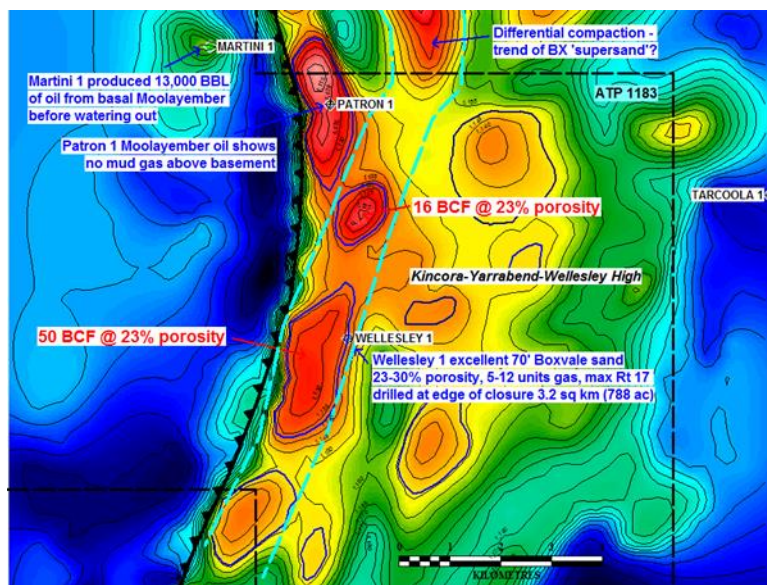 MARTINI 1
Differential compaction -
trend of BX 'supersand'?
Martini 1 produced 13,000 BBL
of oil from basal Moolayember
before watering out
ATP 1183
PATRON 1
Patron 1 Moolayember oil shows
no mud gas above basement
TARCOOLA 1
16 BCF @ 23% porosity
Kincora-Yarrabend-Wellesley High
50 BCF @ 23% porosity
WELLESLEY 1
Wellesley 1 excellent 70' Boxvale sand
23-30% porosity, 5-12 units gas, max Rt 17
drilled at edge of closure 3.2 sq km (788 ac)
0 1 2 3
KILOMETRES